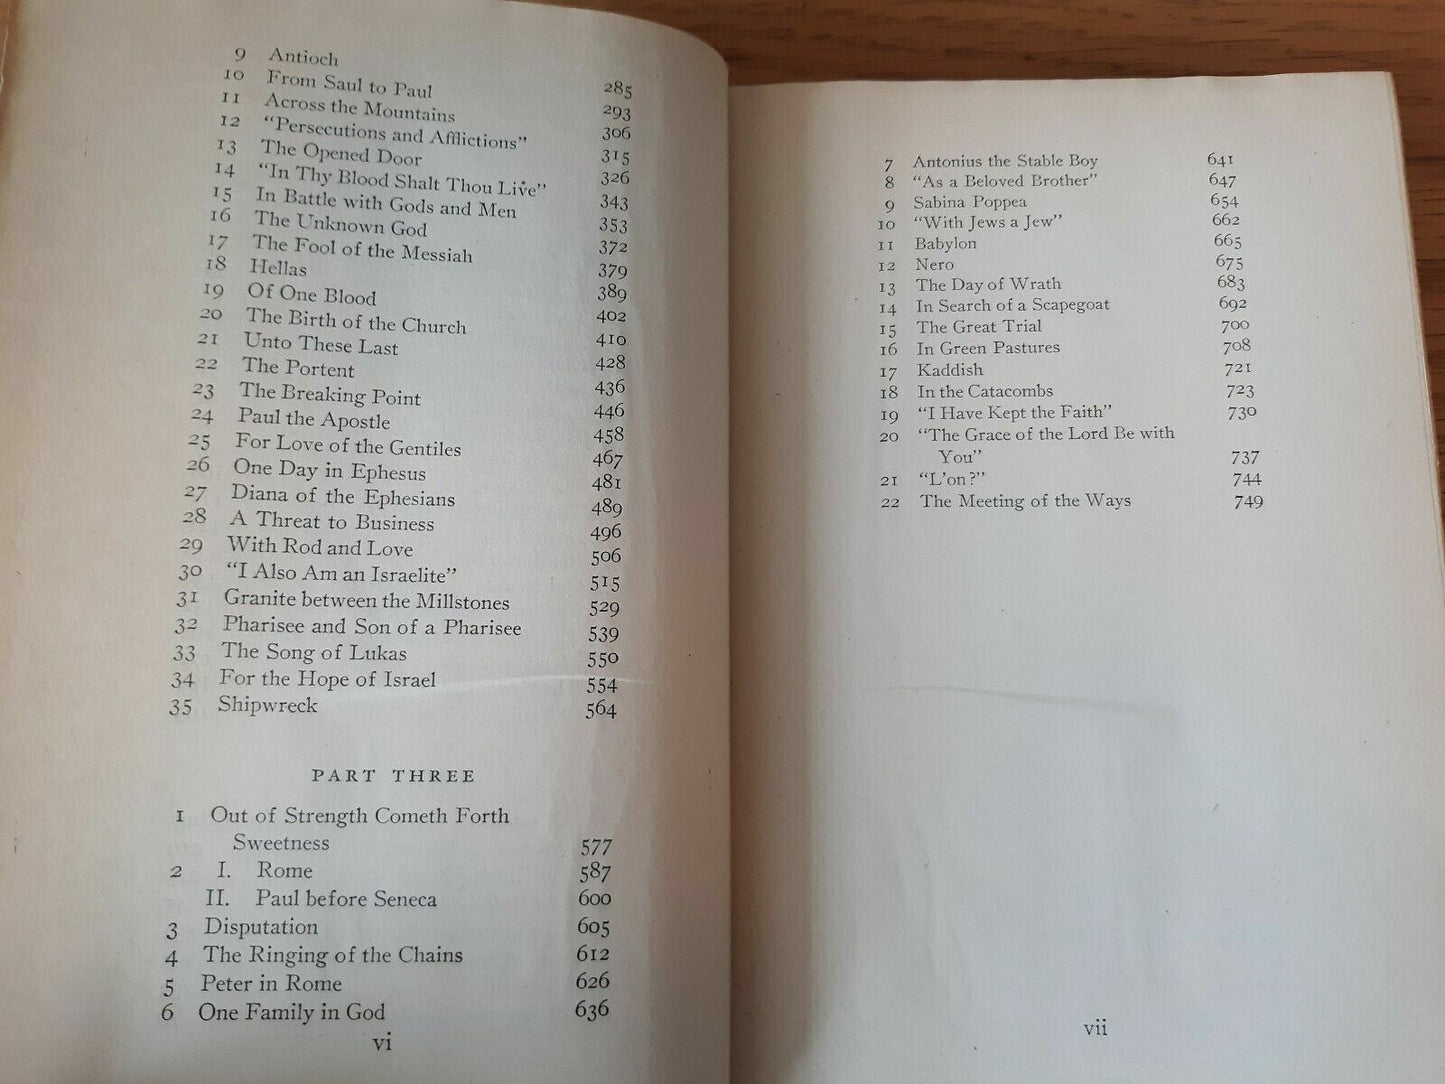 9 Antioch 285
10 From Saul to Paul 293
11 Across the Mountains 306
12 "Persecutions and Afflictions" 315
13 The Opened Door 326
14 "In Thy Blood Shalt Thou Live" 343
15 In Battle with Gods and Men 353
16 The Unknown God 372
17 The Fool of the Messiah 379
18 Hellas 389
19 Of One Blood 402
20 The Birth of the Church 410
21 Unto These Last 428
22 The Portent 436
23 The Breaking Point 446
24 Paul the Apostle 458
25 For Love of the Gentiles 467
26 One Day in Ephesus 481
27 Diana of the Ephesians 489
28 A Threat to Business 496
29 With Rod and Love 506
30 "I Also Am an Israelite" 515
31 Granite between the Millstones 529
32 Pharisee and Son of a Pharisee 539
33 The Song of Lukas 550
34 For the Hope of Israel 554
35 Shipwreck 564
PART THREE
1 Out of Strength Cometh Forth
Sweetness 577
2 I. Rome 587
II. Paul before Seneca 600
3 Disputation 605
4 The Ringing of the Chains 612
5 Peter in Rome 626
6 One Family in God 636
vi
7 Antonius the Stable Boy 641
8 "As a Beloved Brother" 647
9 Sabina Poppea 654
10 "With Jews a Jew" 662
11 Babylon 665
12 Nero 675
13 The Day of Wrath 683
14 In Search of a Scapegoat 692
15 The Great Trial 700
16 In Green Pastures 708
17 Kaddish 721
18 In the Catacombs 723
19 "I Have Kept the Faith" 730
20 "The Grace of the Lord Be with
You" 737
21 "L'on?" 744
22 The Meeting of the Ways 749
vii